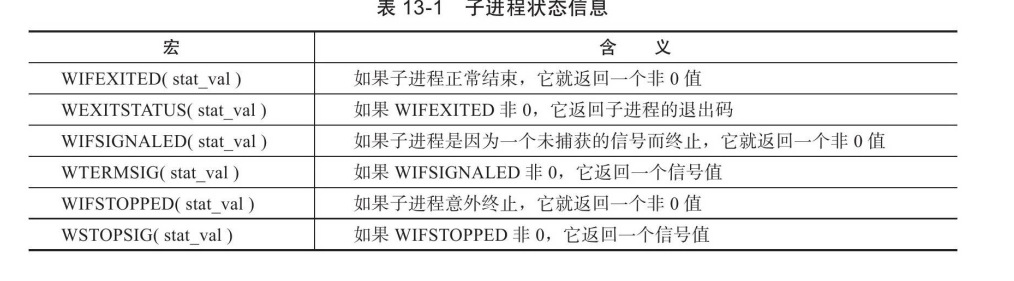 表 13-1 子进程状态信息
宏 含 义
WIFEXITED( stat_val ) 如果子进程正常结束，它就返回一个非 0 值
WEXITSTATUS( stat_val ) 如果 WIFEXITED 非 0，它返回子进程的退出码
WIFSIGNALED( stat_val ) 如果子进程是因为一个未捕获的信号而终止，它就返回一个非 0 值
WTERMSIG( stat_val ) 如果 WIFSIGNALED 非 0，它返回一个信号值
WIFSTOPPED( stat_val ) 如果子进程意外终止，它就返回一个非 0 值
WSTOPSIG( stat_val ) 如果 WIFSTOPPED 非 0，它返回一个信号值